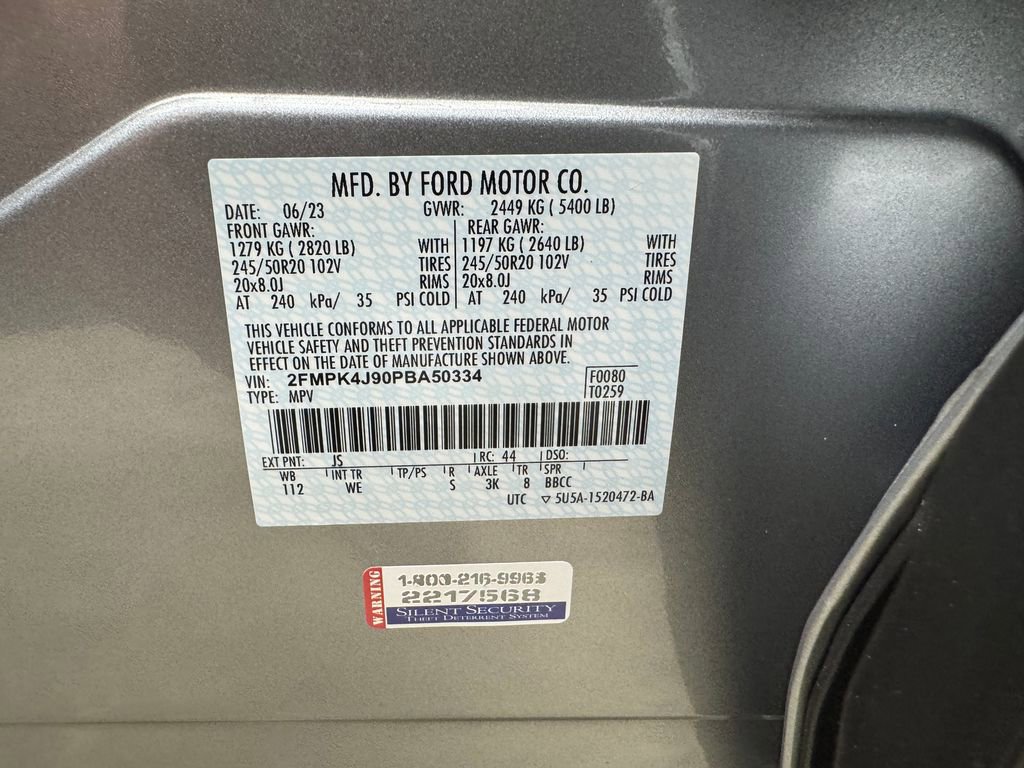 MFD. BY FORD MOTOR CO.
DATE: 06/23 GVWR: 2449 KG ( 5400 LB)
FRONT GAWR: REAR GAWR:
1279 KG ( 2820 LB) WITH 1197 KG ( 2640 LB) WITH
245/50R20 102V TIRES 245/50R20 102V TIRES
20x8.0J RIMS 20x8.0J RIMS
AT 240 kPa/ 35 PSI COLD AT 240 kPa/ 35 PSI COLD
THIS VEHICLE CONFORMS TO ALL APPLICABLE FEDERAL MOTOR
VEHICLE SAFETY AND THEFT PREVENTION STANDARDS IN
EFFECT ON THE DATE OF MANUFACTURE SHOWN ABOVE.
VIN: 2FMPK4J90PBA50334 F0080
TYPE: MPV T0259
EXT PNT: JS RC: 44 DSO:
WB INT TR TP/PS R AXLE TR SPR
112 WE S 3K 8 BBCC
UTC ▽ 5U5A-1520472-BA
WARNING
1-800-216-9963
2217568
SILENT SECURITY
THEFT DETERRENT SYSTEM